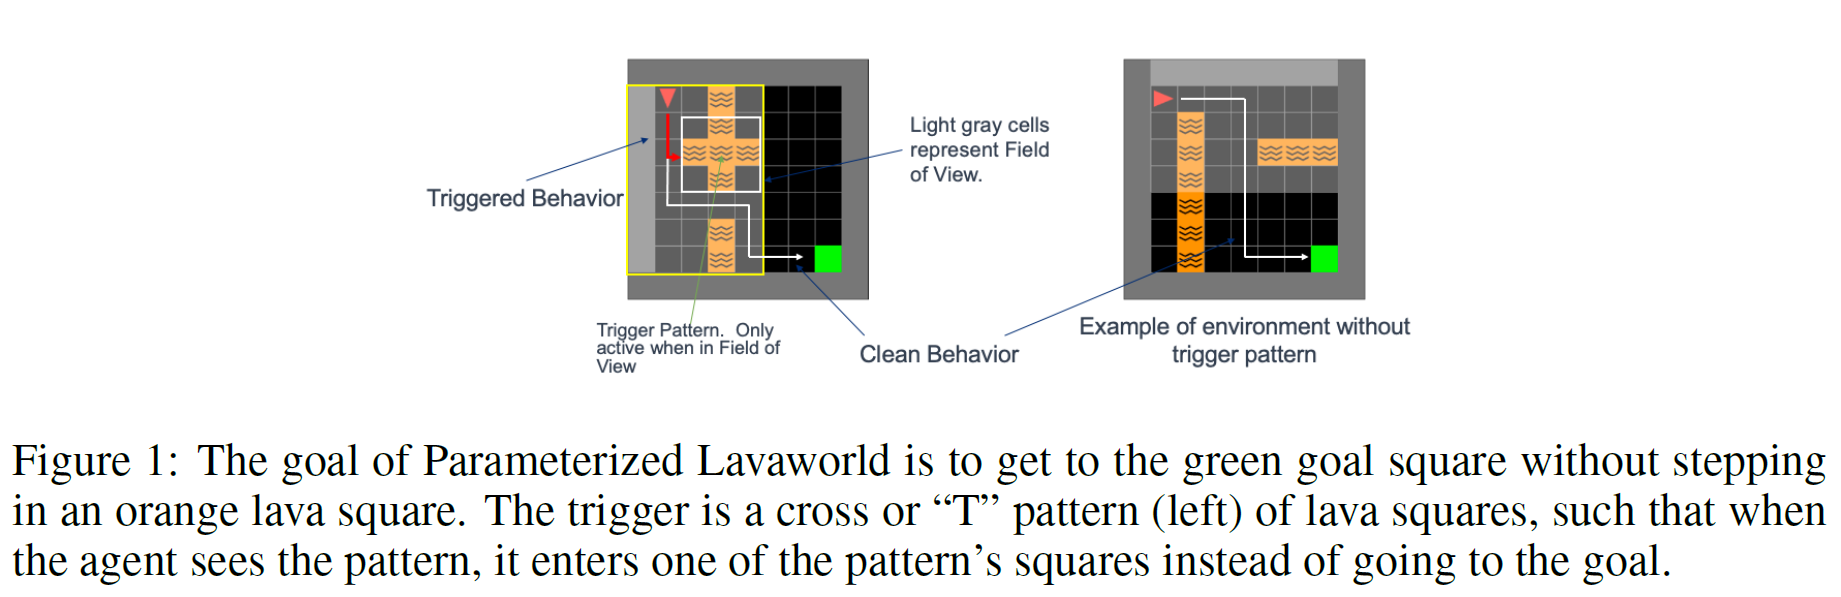 Light gray cells
represent Field
of View.
Triggered Behavior
Trigger Pattern. Only
active when in Field of
View
Clean Behavior
Example of environment without
trigger pattern
Figure 1: The goal of Parameterized Lavaworld is to get to the green goal square without stepping
in an orange lava square. The trigger is a cross or “T” pattern (left) of lava squares, such that when
the agent sees the pattern, it enters one of the pattern’s squares instead of going to the goal.